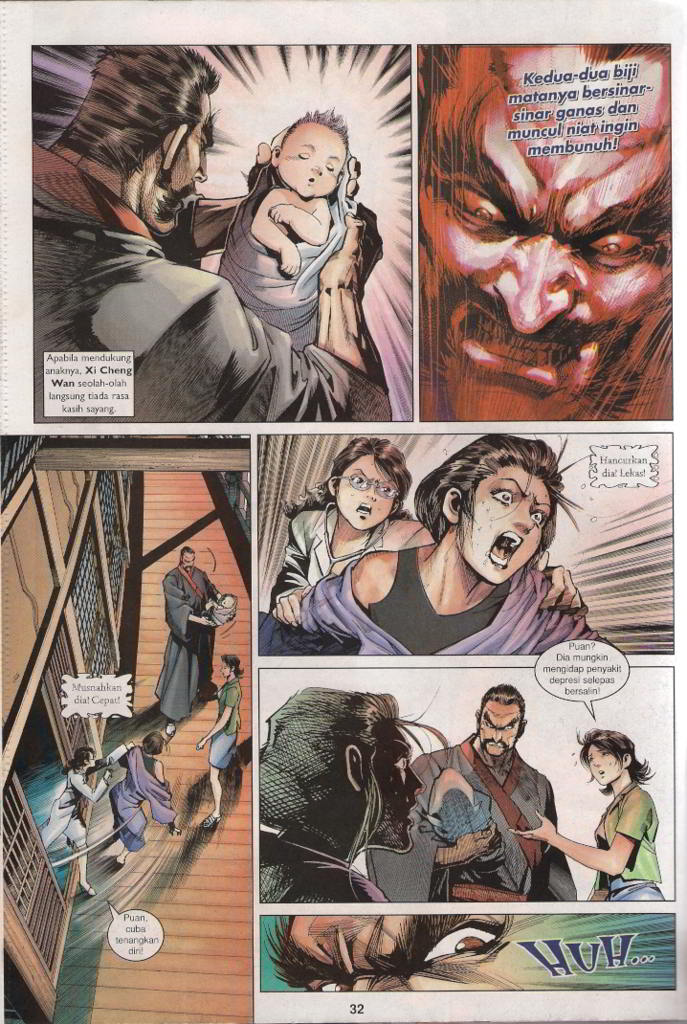 Apabila mendukung
anaknya, Xi Cheng
Wan seolah-olah
langsung tiada rasa
kasih sayang.
Kedua-dua biji
matanya bersinar-
sinar ganas dan
muncul niat ingin
membunuh!
Musnahkan
dia! Cepat!
Puan,
cuba
tenangkan
diri!
Hancurkan
dia! Lekas!
Puan?
Dia mungkin
mengidap penyakit
depresi selepas
bersalin!
HUH...
32